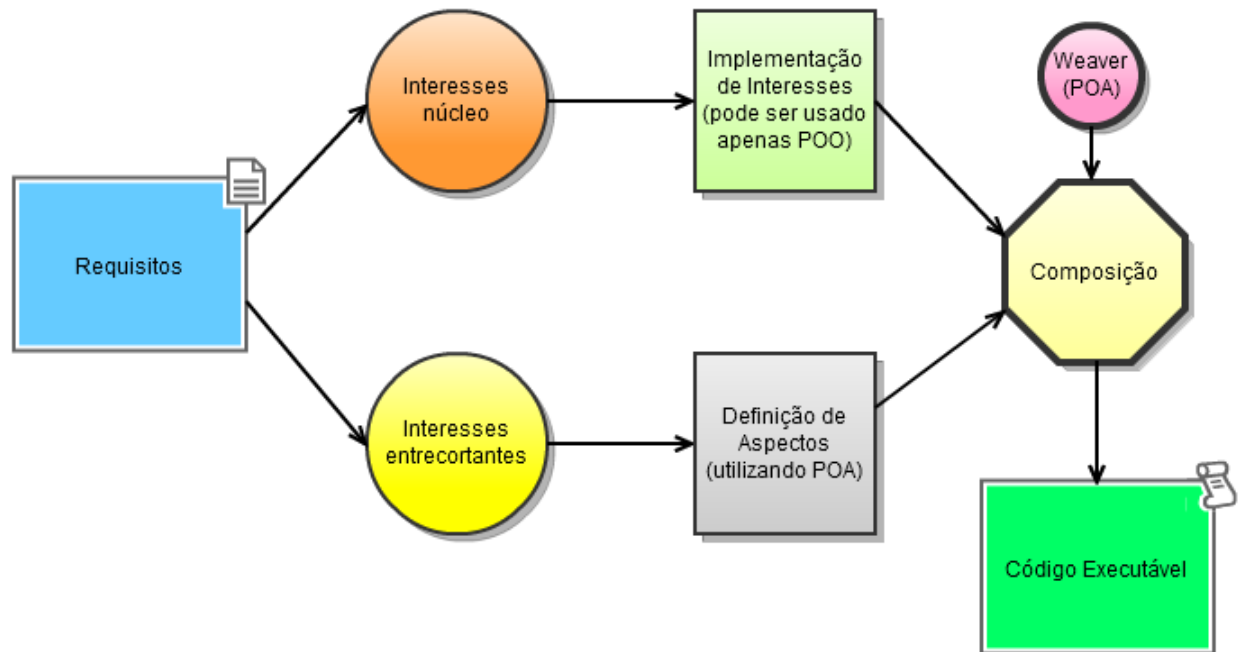 Requisitos
Interesses
núcleo
Interesses
entrecortantes
Implementação
de Interesses
(pode ser usado
apenas POO)
Definição de
Aspectos
(utilizando POA)
Weaver
(POA)
Composição
Código Executável